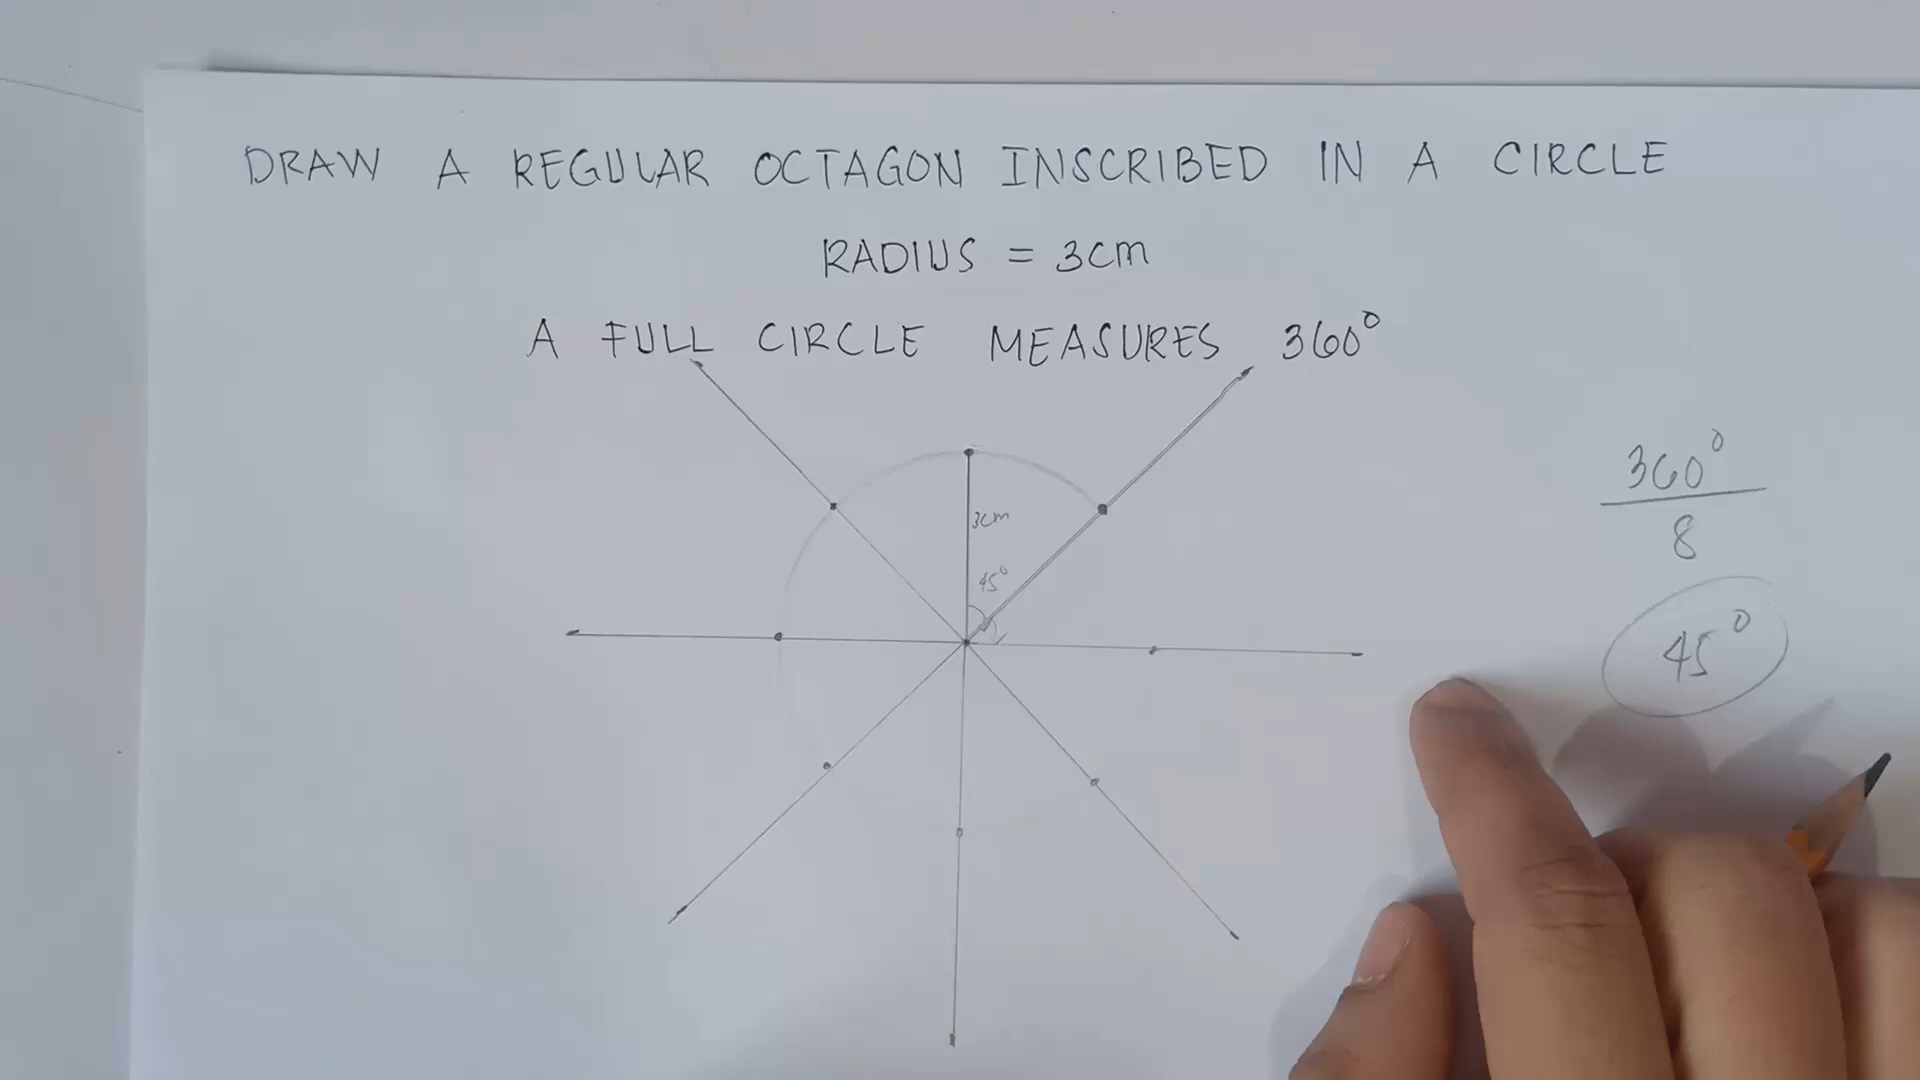 DRAW A REGULAR OCTAGON INSCRIBED IN A CIRCLE
RADIUS = 3cm
A FULL CIRCLE MEASURES 360°
3cm
45°
360°
8
45°